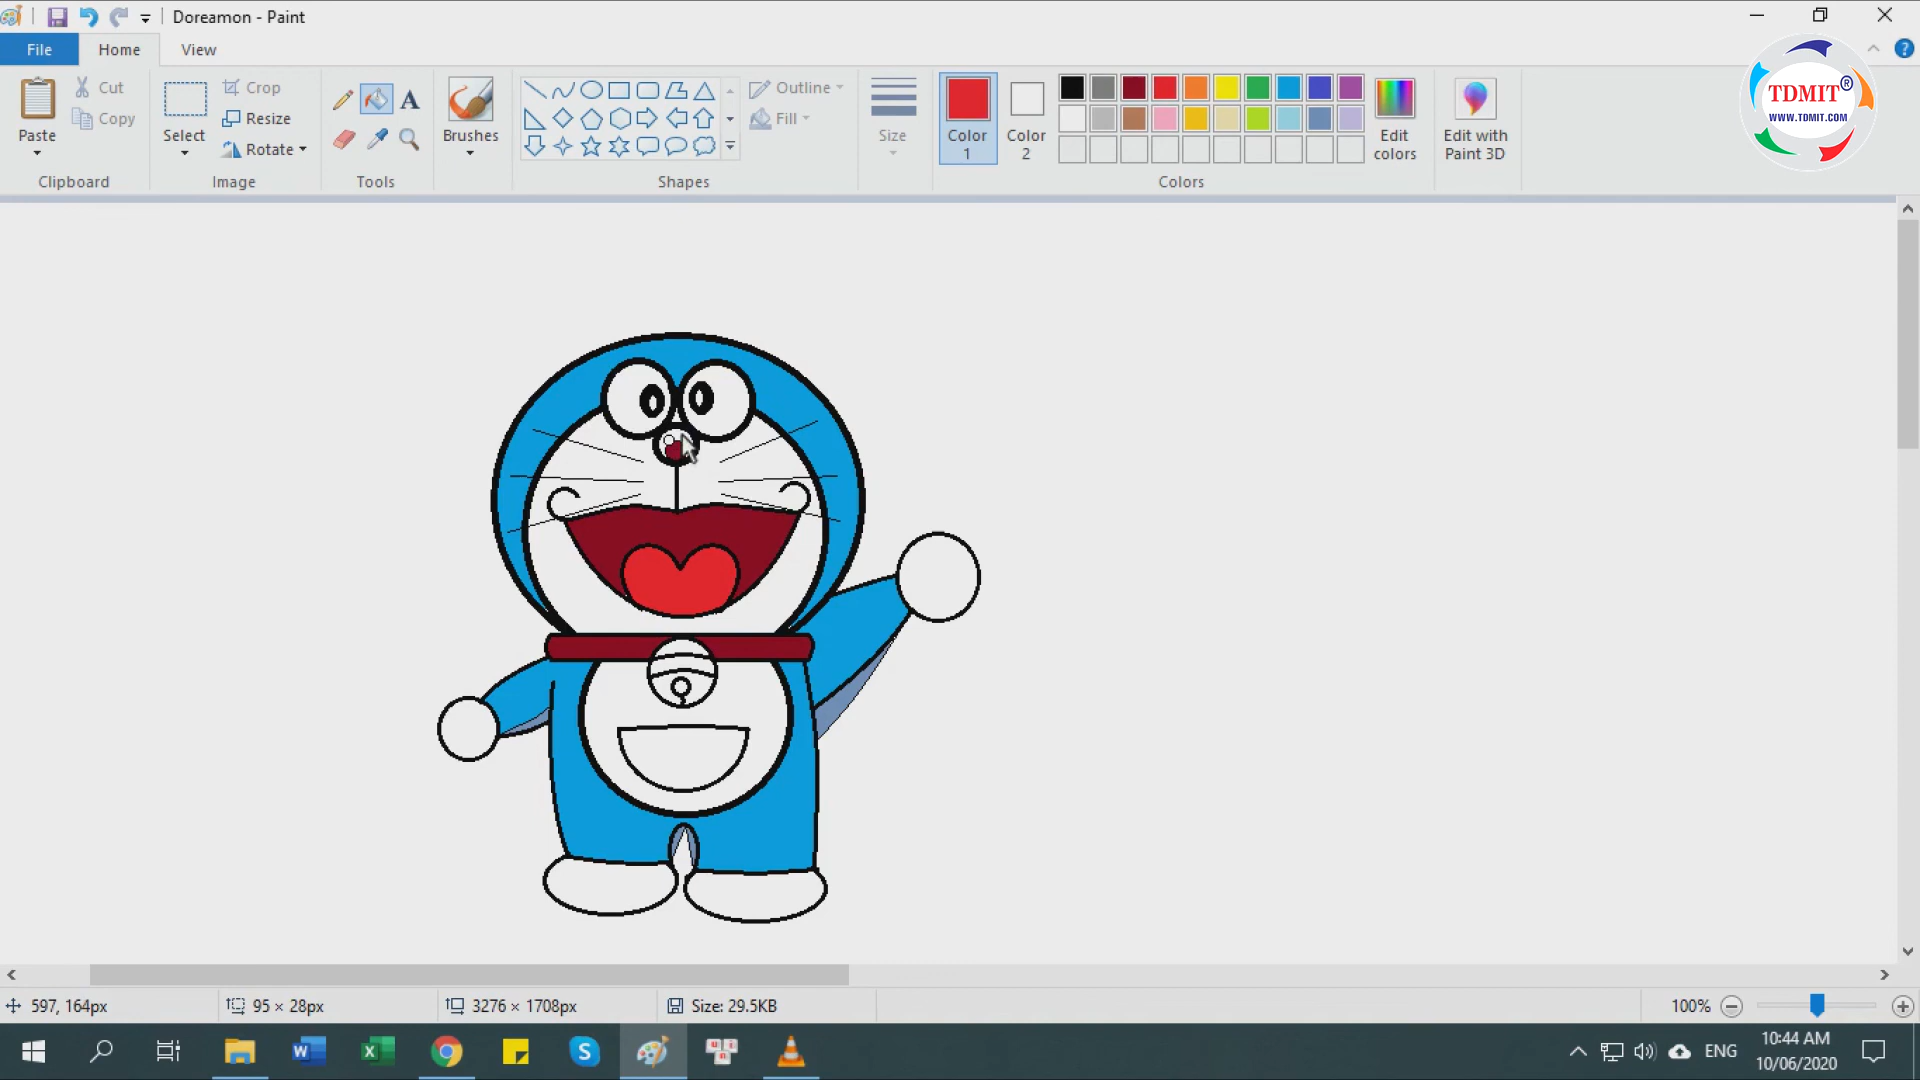 Doreamon - Paint
File Home View
Paste
Cut
Copy
Clipboard
Select
Crop
Resize
Rotate
Image
A
Tools
Brushes
Outline
Fill
Shapes
Size
Color 1
Color 2
Edit colors
Colors
Edit with Paint 3D
TDMIT®
WWW.TDMIT.COM
597, 164px
95 × 28px
3276 × 1708px
Size: 29.5KB
100%
ENG
10:44 AM
10/06/2020